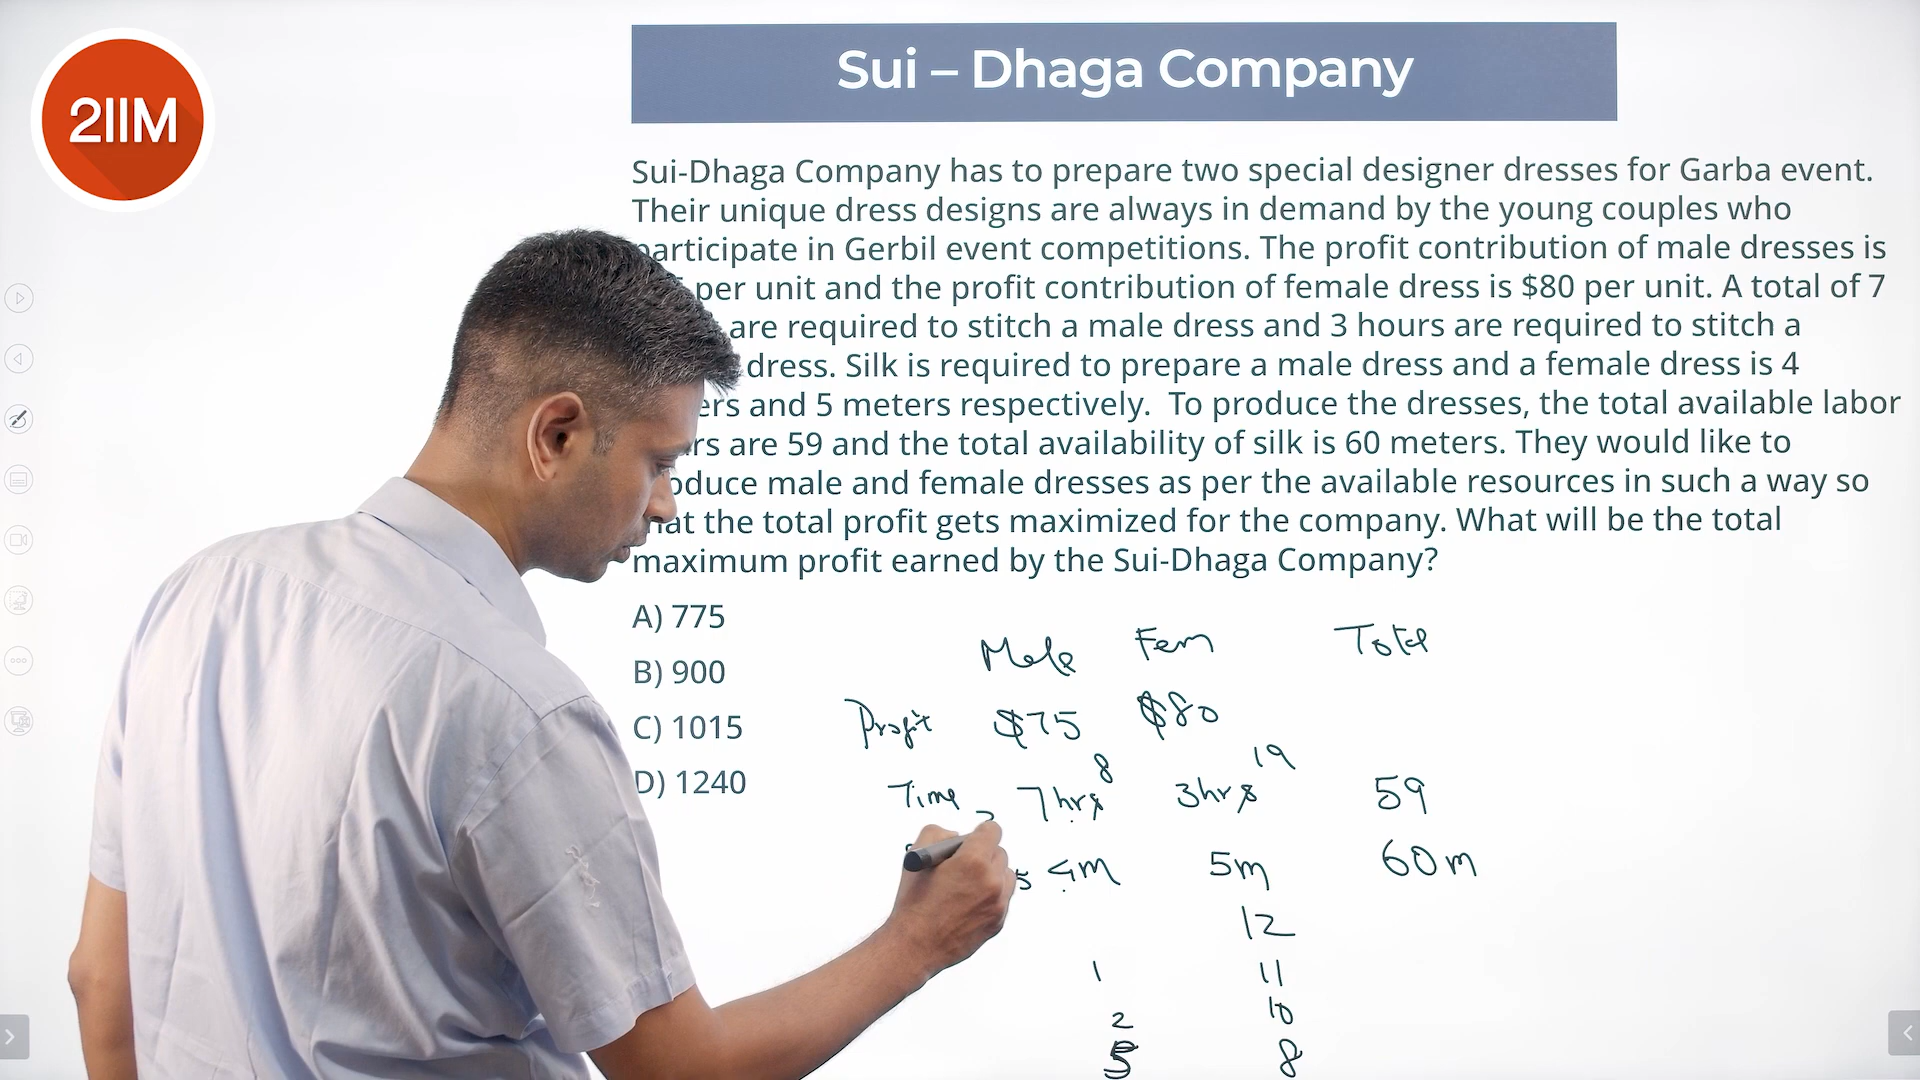 2IIM
Sui – Dhaga Company
Sui-Dhaga Company has to prepare two special designer dresses for Garba event.
Their unique dress designs are always in demand by the young couples who
participate in Gerbil event competitions. The profit contribution of male dresses is
per unit and the profit contribution of female dress is $80 per unit. A total of 7
are required to stitch a male dress and 3 hours are required to stitch a
dress. Silk is required to prepare a male dress and a female dress is 4
and 5 meters respectively. To produce the dresses, the total available labor
are 59 and the total availability of silk is 60 meters. They would like to
produce male and female dresses as per the available resources in such a way so
that the total profit gets maximized for the company. What will be the total
maximum profit earned by the Sui-Dhaga Company?
A) 775
B) 900
C) 1015
D) 1240
Male Fem Total
Profit $75 $80
8 19
Time 7hrs 3hrs 59
4m 5m 60m
12
1 11
2 10
5 8